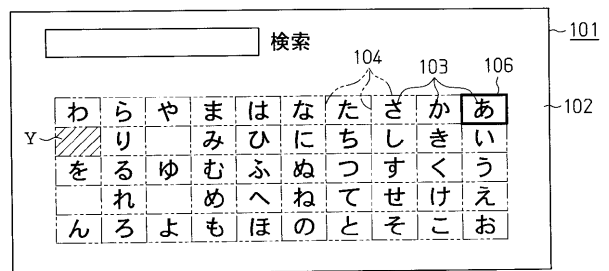 検索
101
104
103
106
102
わ ら や ま は な た さ か あ
Y
り み ひ に ち し き い
を る ゆ む ふ ぬ つ す く う
れ め へ ね て せ け え
ん ろ よ も ほ の と そ こ お